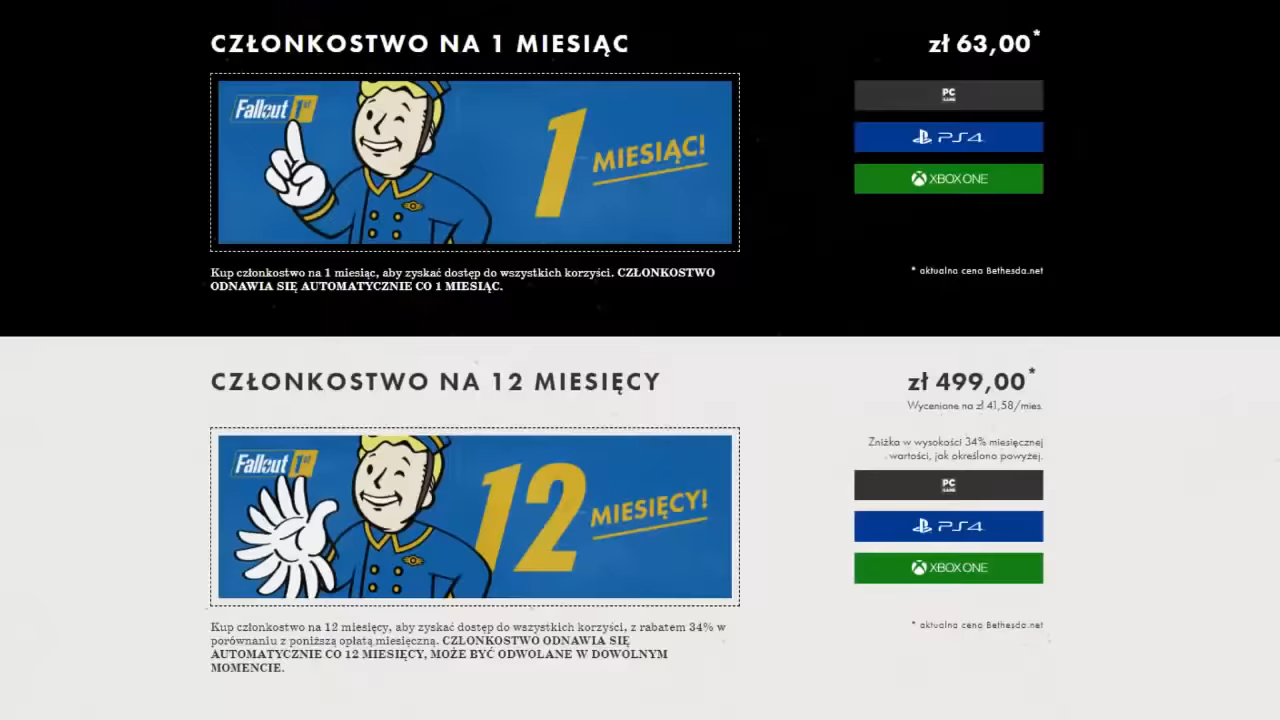 CZŁONKOSTWO NA 1 MIESIĄC
zł 63,00*
Fallout 1st
1 MIESIĄC!
PC
GAME
PS4
XBOX ONE
Kup członkostwo na 1 miesiąc, aby zyskać dostęp do wszystkich korzyści. CZŁONKOSTWO
ODNAWIA SIĘ AUTOMATYCZNIE CO 1 MIESIĄC.
* aktualna cena Bethesda.net
CZŁONKOSTWO NA 12 MIESIĘCY
zł 499,00*
Wycenione na zł 41,58/mies.
Zniżka w wysokości 34% miesięcznej
wartości, jak określono powyżej.
Fallout 1st
12 MIESIĘCY!
PC
GAME
PS4
XBOX ONE
Kup członkostwo na 12 miesięcy, aby zyskać dostęp do wszystkich korzyści, z rabatem 34% w
porównaniu z poniższą opłatą miesięczną. CZŁONKOSTWO ODNAWIA SIĘ
AUTOMATYCZNIE CO 12 MIESIĘCY, MOŻE BYĆ ODWOLANE W DOWOLNYM
MOMENCIE.
* aktualna cena Bethesda.net